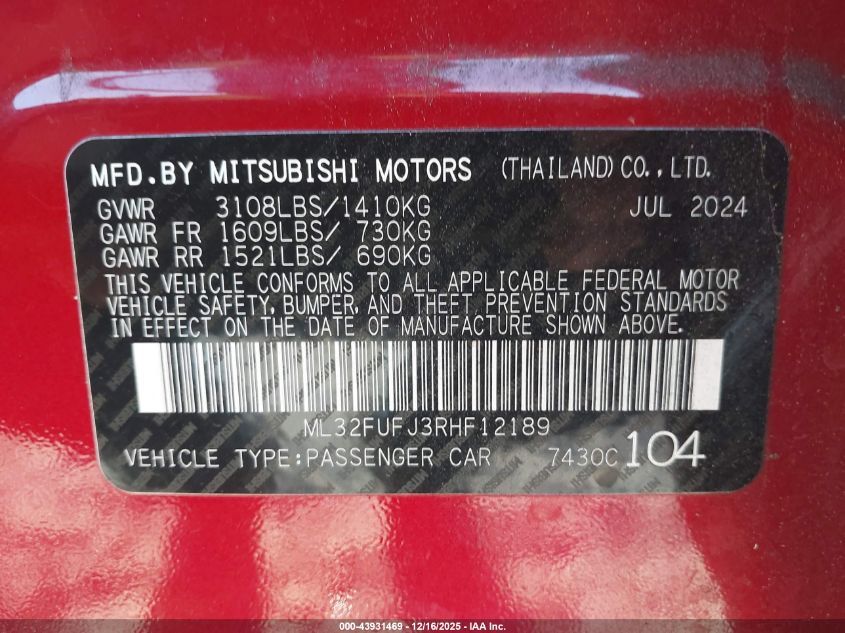 MFD.BY MITSUBISHI MOTORS (THAILAND) CO., LTD.
GVWR 3108LBS/1410KG JUL 2024
GAWR FR 1609LBS/ 730KG
GAWR RR 1521LBS/ 690KG
THIS VEHICLE CONFORMS TO ALL APPLICABLE FEDERAL MOTOR
VEHICLE SAFETY, BUMPER, AND THEFT PREVENTION STANDARDS
IN EFFECT ON THE DATE OF MANUFACTURE SHOWN ABOVE.
ML32FUFJ3RHF12189
VEHICLE TYPE:PASSENGER CAR 7430C 104
000-43931469 - 12/16/2025 - IAA Inc.